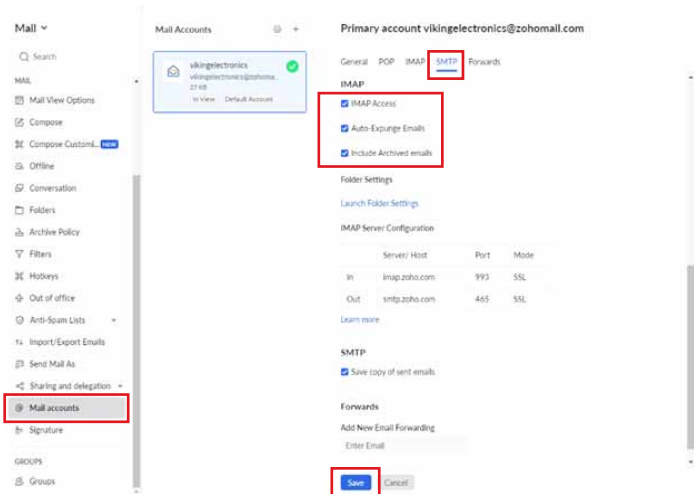 Mail
Search
MAIL
Mail View Options
Compose
Compose Customi... NEW
Offline
Conversation
Folders
Archive Policy
Filters
Hotkeys
Out of office
Anti-Spam Lists
Import/Export Emails
Send Mail As
Sharing and delegation
Mail accounts
Signature
GROUPS
Groups
Mail Accounts
vikingelectronics
vikingelectronics@zohoma...
27 KB
In View Default Account
Primary account vikingelectronics@zohomail.com
General POP IMAP SMTP Forwards
IMAP
IMAP Access
Auto-Expunge Emails
Include Archived emails
Folder Settings
Launch Folder Settings
IMAP Server Configuration
Server/ Host Port Mode
In imap.zoho.com 993 SSL
Out smtp.zoho.com 465 SSL
Learn more
SMTP
Save copy of sent emails
Forwards
Add New Email Forwarding
Enter Email
Save Cancel